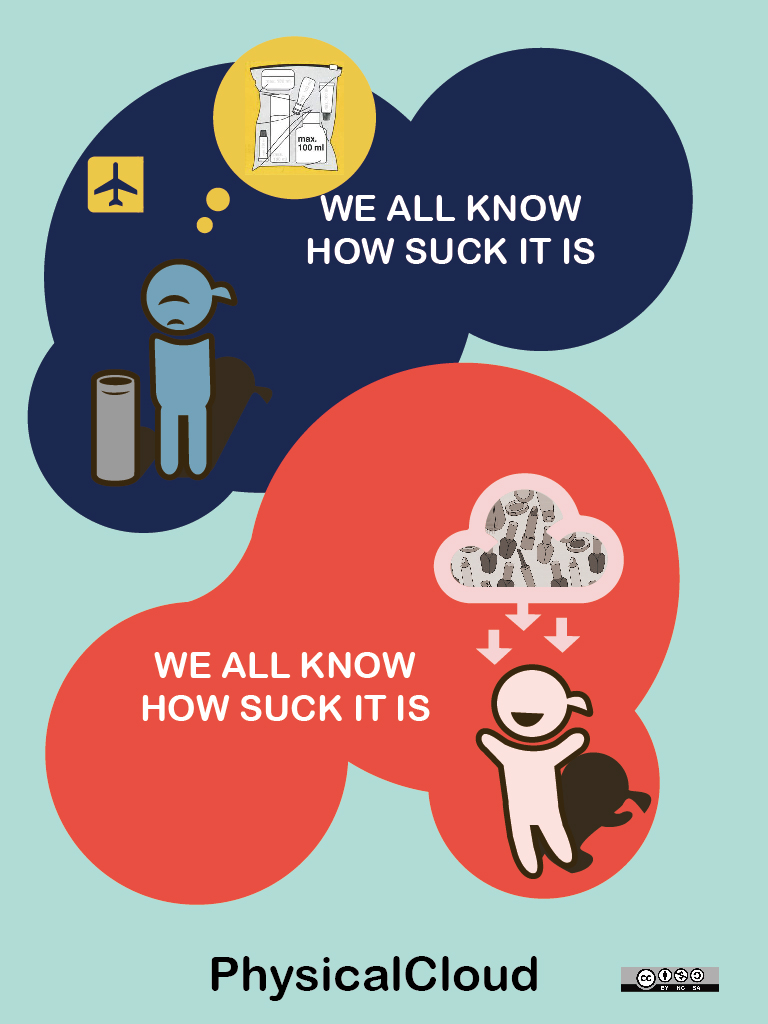 max.
100 ml
WE ALL KNOW
HOW SUCK IT IS
WE ALL KNOW
HOW SUCK IT IS
PhysicalCloud
cc
BY NC SA